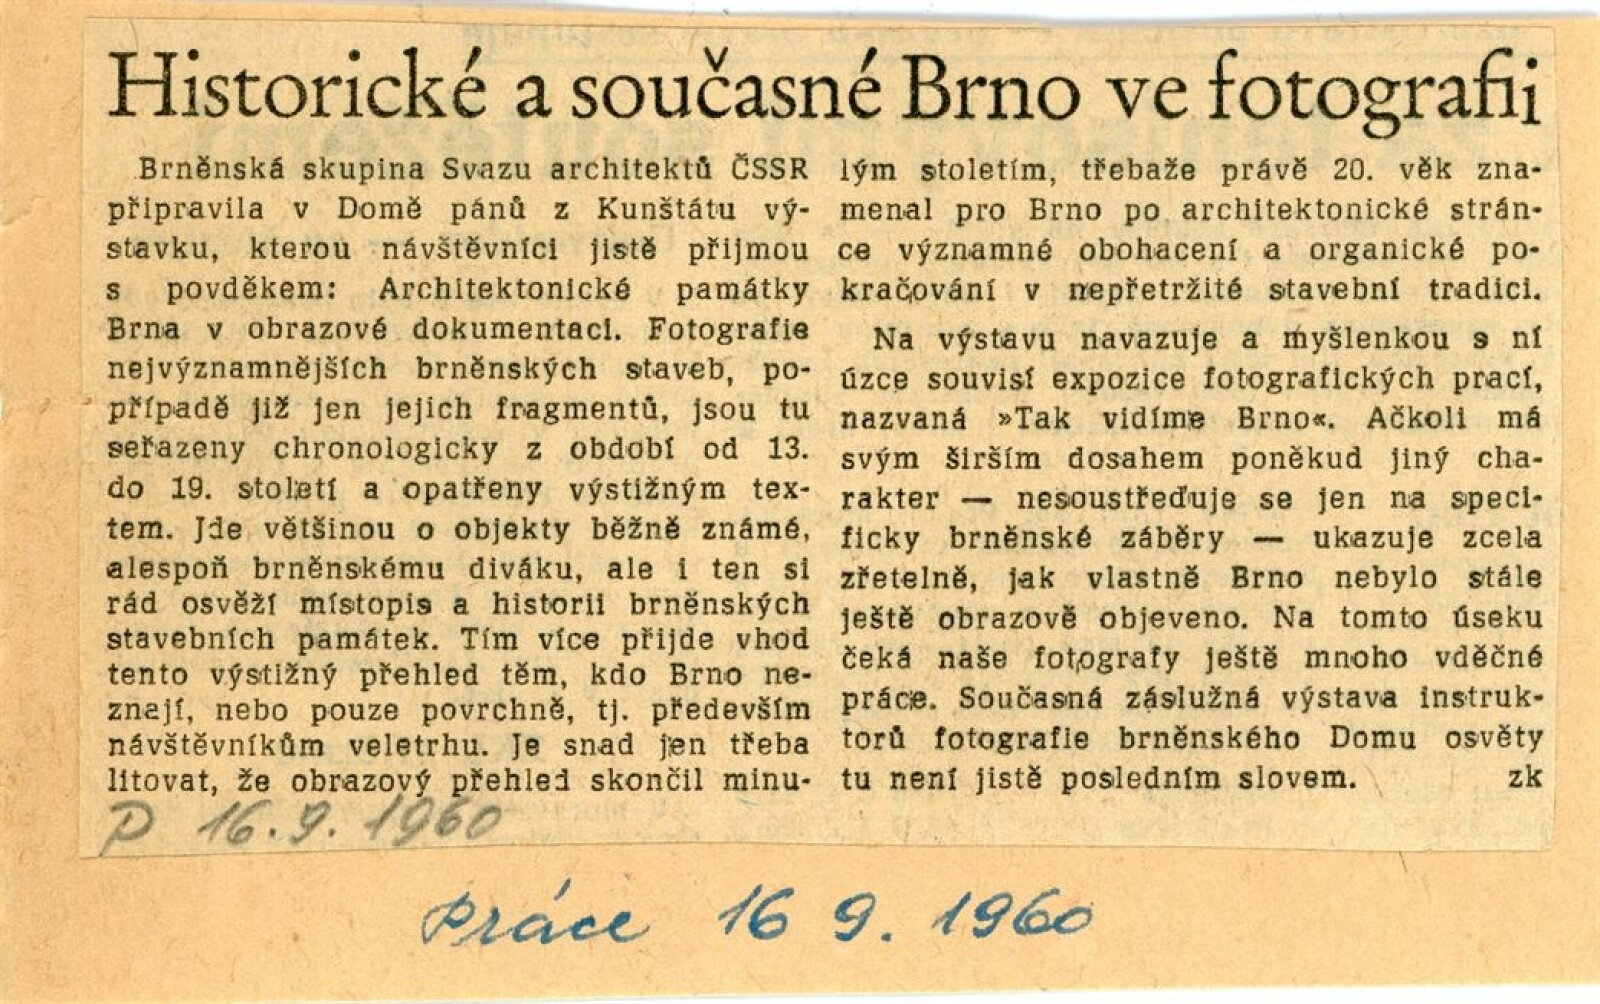 Historické a současné Brno ve fotografii
Brněnská skupina Svazu architektů ČSSR
připravila v Domě pánů z Kunštátu vý-
stavku, kterou návštěvníci jistě přijmou
s povděkem: Architektonické památky
Brna v obrazové dokumentaci. Fotografie
nejvýznamnějších brněnských staveb, po-
případě již jen jejich fragmentů, jsou tu
seřazeny chronologicky z období od 13.
do 19. století a opatřeny výstižným tex-
tem. Jde většinou o objekty běžně známé,
alespoň brněnskému diváku, ale i ten si
rád osvěží místopis a historii brněnských
stavebních památek. Tím více přijde vhod
tento výstižný přehled těm, kdo Brno ne-
znají, nebo pouze povrchně, tj. především
návštěvníkům veletrhu. Je snad jen třeba
litovat, že obrazový přehled skončil minu-
lým stoletím, třebaže právě 20. věk zna-
menal pro Brno po architektonické strán-
ce významné obohacení a organické po-
kračování v nepřetržité stavební tradici.
Na výstavu navazuje a myšlenkou s ní
úzce souvisí expozice fotografických prací,
nazvaná »Tak vidíme Brno«. Ačkoli má
svým širším dosahem poněkud jiný cha-
rakter — nesoustřeďuje se jen na speci-
ficky brněnské záběry — ukazuje zcela
zřetelně, jak vlastně Brno nebylo stále
ještě obrazově objeveno. Na tomto úseku
čeká naše fotografy ještě mnoho vděčné
práce. Současná záslužná výstava instruk-
torů fotografie brněnského Domu osvěty
tu není jistě posledním slovem. zk
P 16. 9. 1960
Práce 16 9. 1960